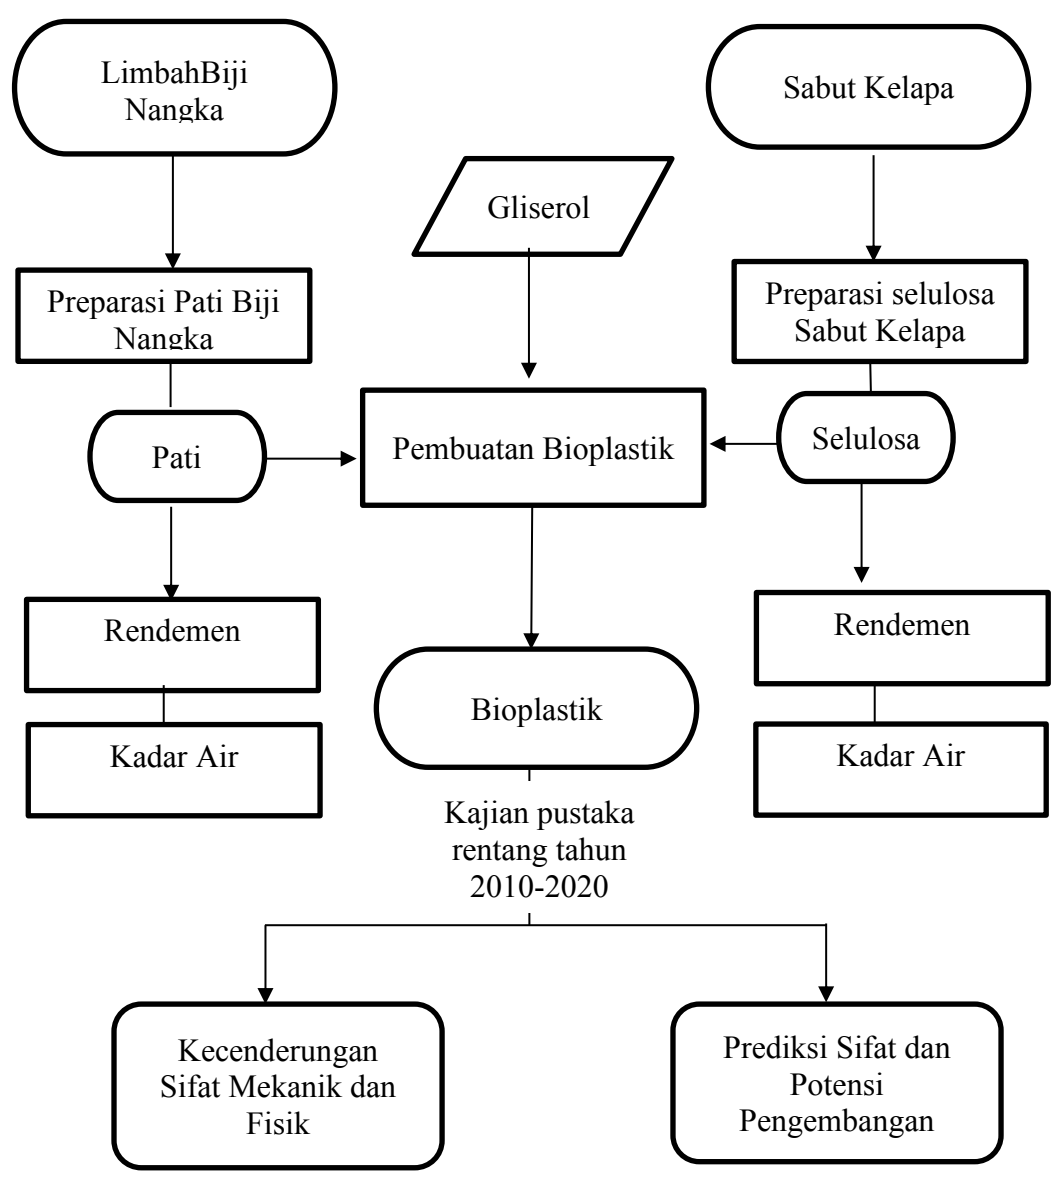 LimbahBiji
Nangka
Sabut Kelapa
Gliserol
Preparasi Pati Biji
Nangka
Preparasi selulosa
Sabut Kelapa
Pati
Pembuatan Bioplastik
Selulosa
Rendemen
Rendemen
Kadar Air
Bioplastik
Kadar Air
Kajian pustaka
rentang tahun
2010-2020
Kecenderungan
Sifat Mekanik dan
Fisik
Prediksi Sifat dan
Potensi
Pengembangan